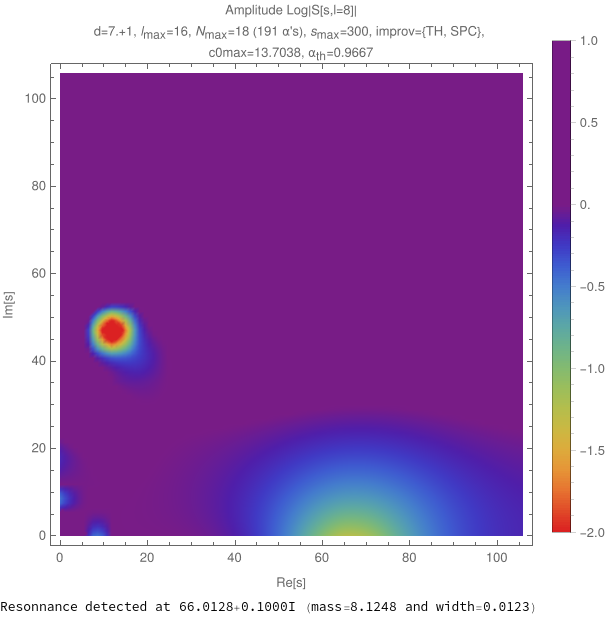 Amplitude Log|S[s,l=8]|
d=7.+1, lmax=16, Nmax=18 (191 α's), smax=300, improv={TH, SPC},
c0max=13.7038, αth=0.9667
1.0
0.5
0.
-0.5
-1.0
-1.5
-2.0
100
80
60
40
20
0
Im[s]
0 20 40 60 80 100
Re[s]
Resonnance detected at 66.0128+0.1000I (mass=8.1248 and width=0.0123)